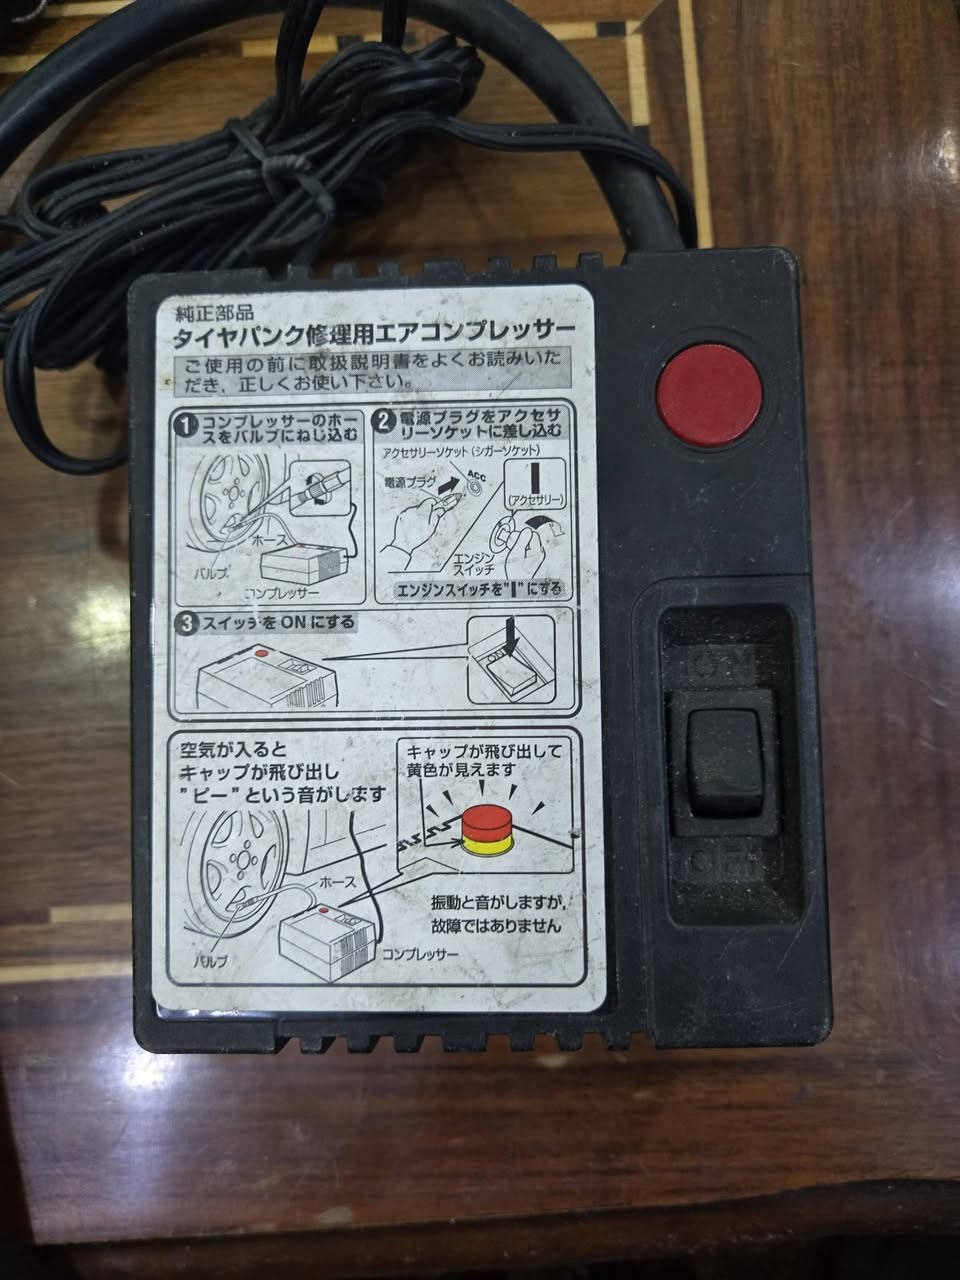 純正部品
タイヤパンク修理用エアコンプレッサー
ご使用の前に取扱説明書をよくお読みいた
だき、正しくお使い下さい。
1 コンプレッサーのホー
スをバルブにねじ込む
ホース
バルブ
コンプレッサー
2 電源プラグをアクセサ
リーソケットに差し込む
アクセサリーソケット（シガーソケット）
電源プラグ
ACC
Ⅰ
（アクセサリー）
エンジン
スイッチ
エンジンスイッチを"Ⅰ"にする
3 スイッチをONにする
ON
空気が入ると
キャップが飛び出し
"ピー"という音がします
キャップが飛び出して
黄色が見えます
ホース
バルブ
コンプレッサー
振動と音がしますが、
故障ではありません
ON
OFF